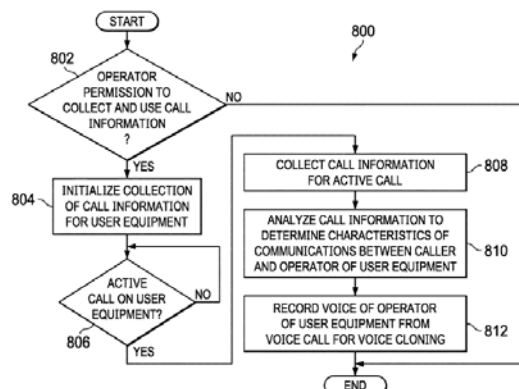 START
800
802
OPERATOR
PERMISSION TO
COLLECT AND USE CALL
INFORMATION
?
NO
YES
804
INITIALIZE COLLECTION
OF CALL INFORMATION
FOR USER EQUIPMENT
ACTIVE
CALL ON USER
EQUIPMENT?
NO
806
YES
COLLECT CALL INFORMATION
FOR ACTIVE CALL
808
ANALYZE CALL INFORMATION TO
DETERMINE CHARACTERISTICS OF
COMMUNICATIONS BETWEEN CALLER
AND OPERATOR OF USER EQUIPMENT
810
RECORD VOICE OF OPERATOR
OF USER EQUIPMENT FROM
VOICE CALL FOR VOICE CLONING
812
END